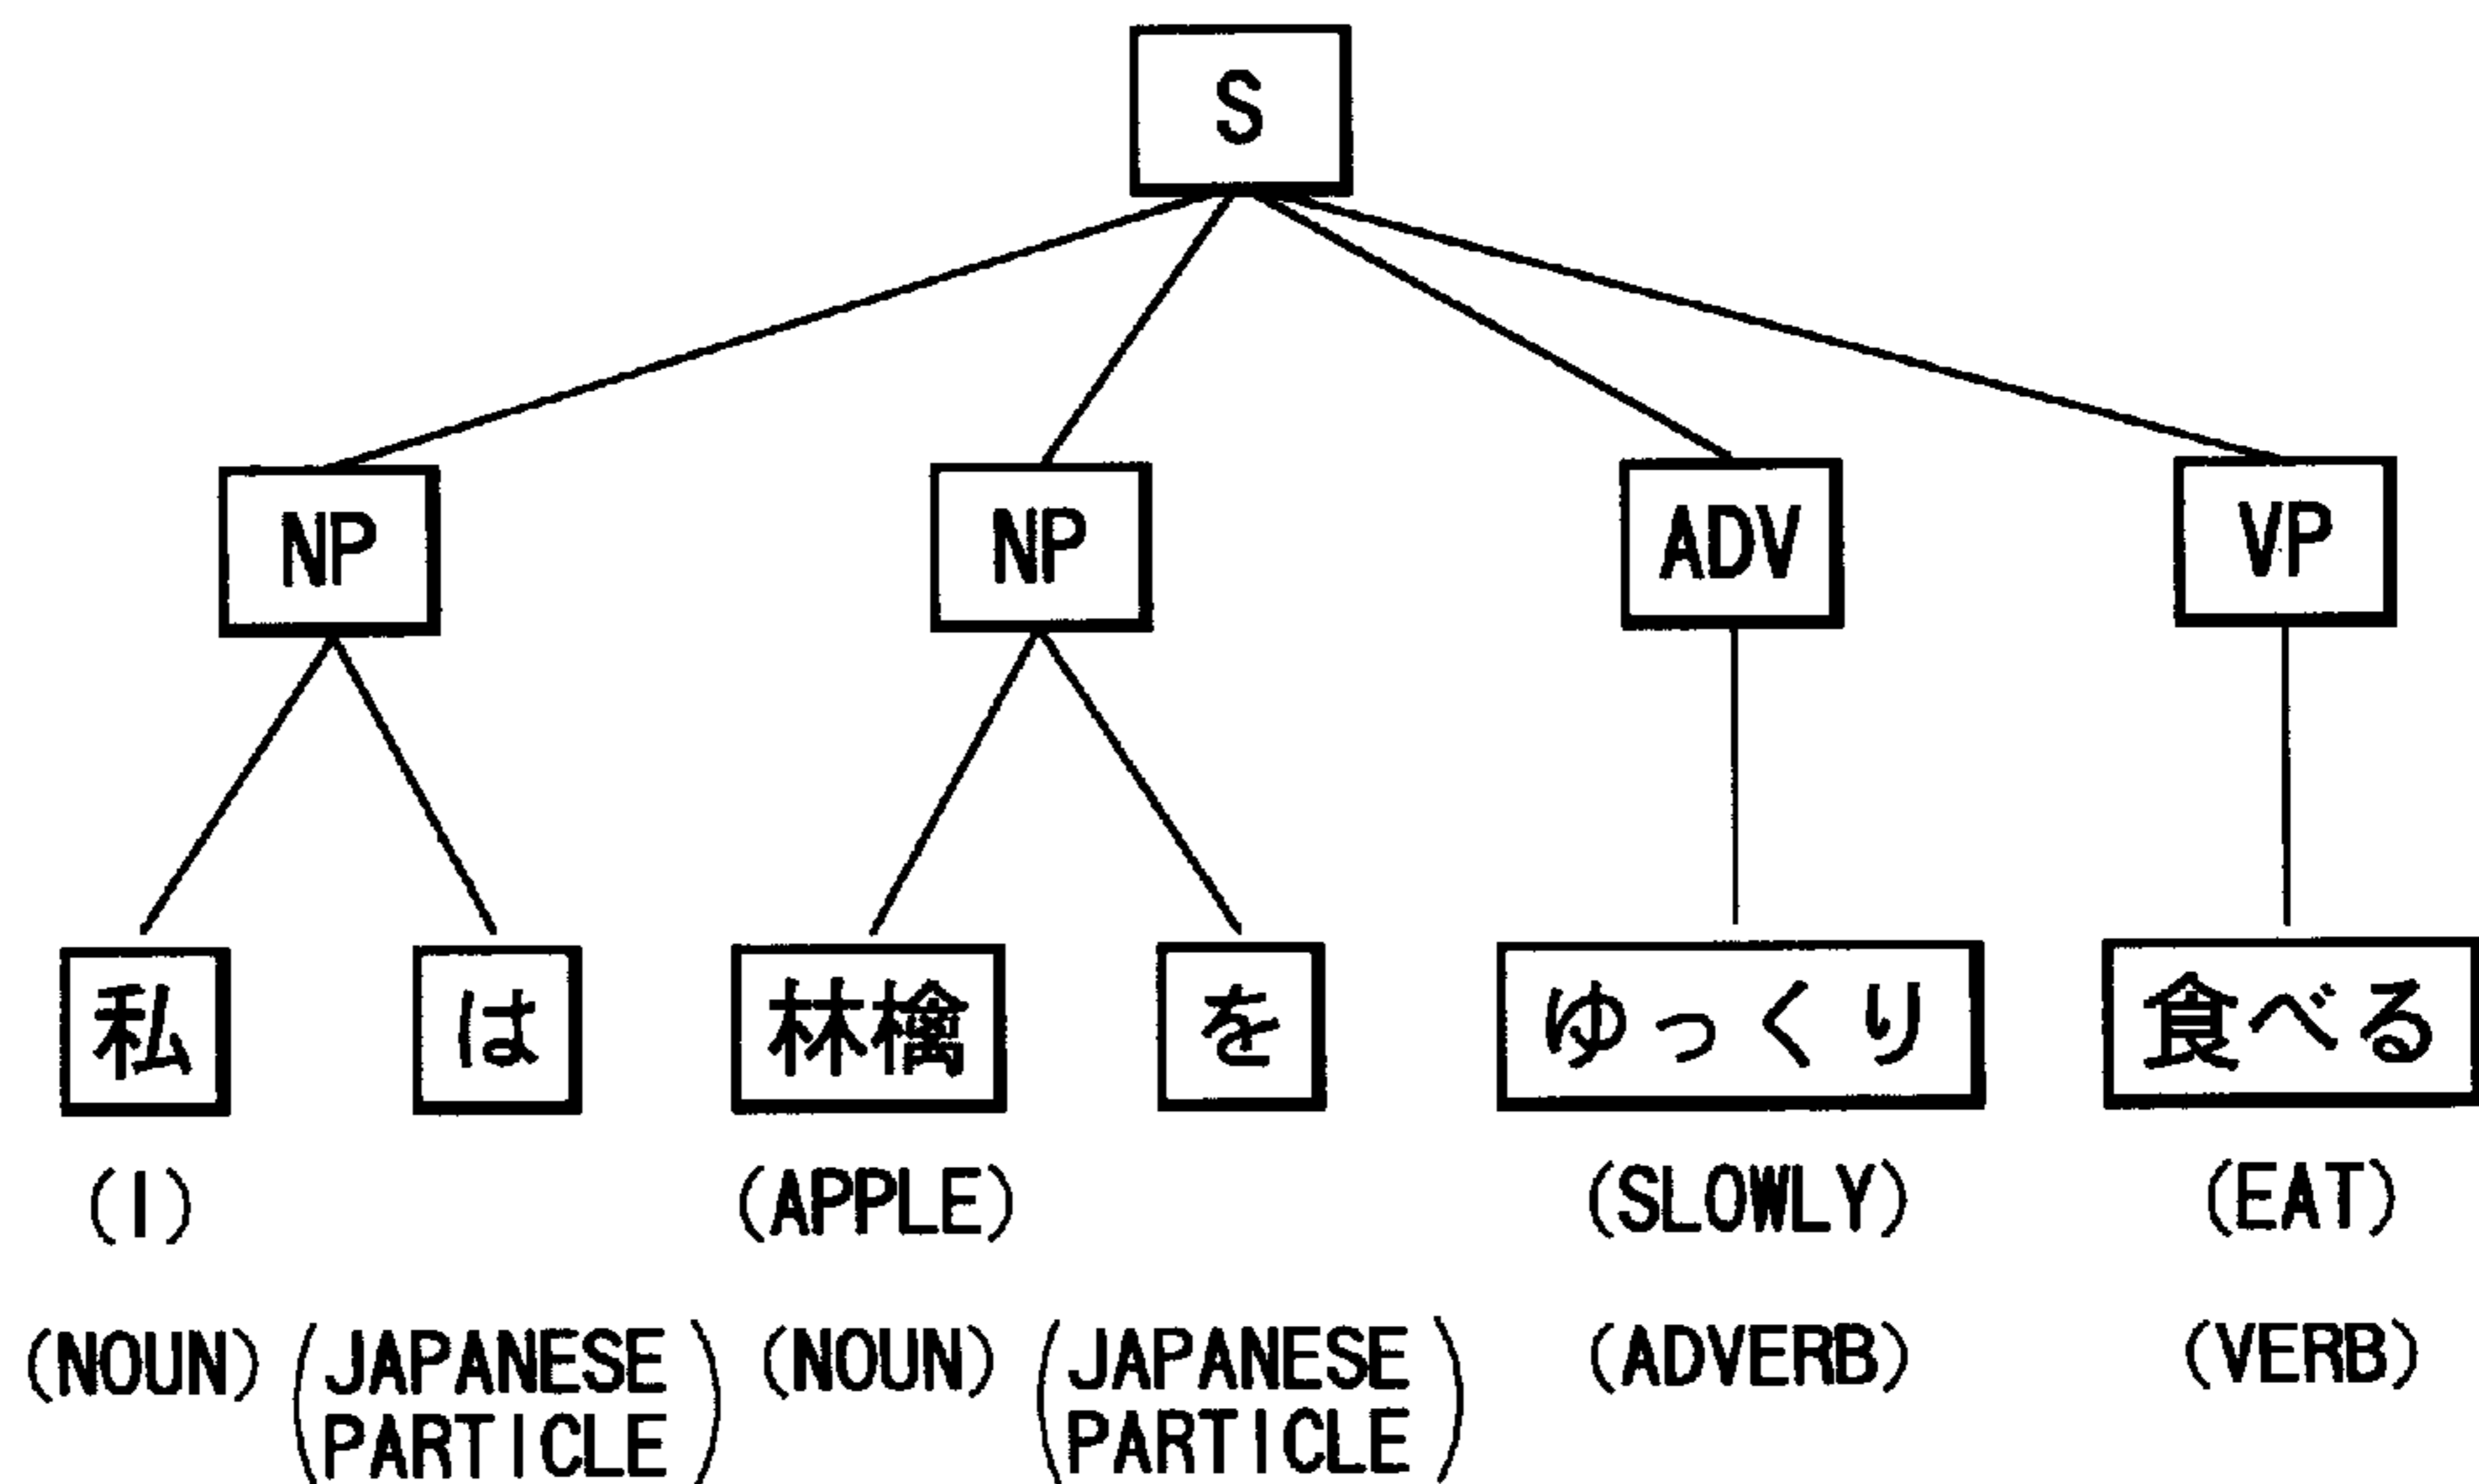 S
NP NP ADV VP
私 は 林檎 を ゆっくり 食べる
(I) (APPLE) (SLOWLY) (EAT)
(NOUN) (JAPANESE PARTICLE) (NOUN) (JAPANESE PARTICLE) (ADVERB) (VERB)